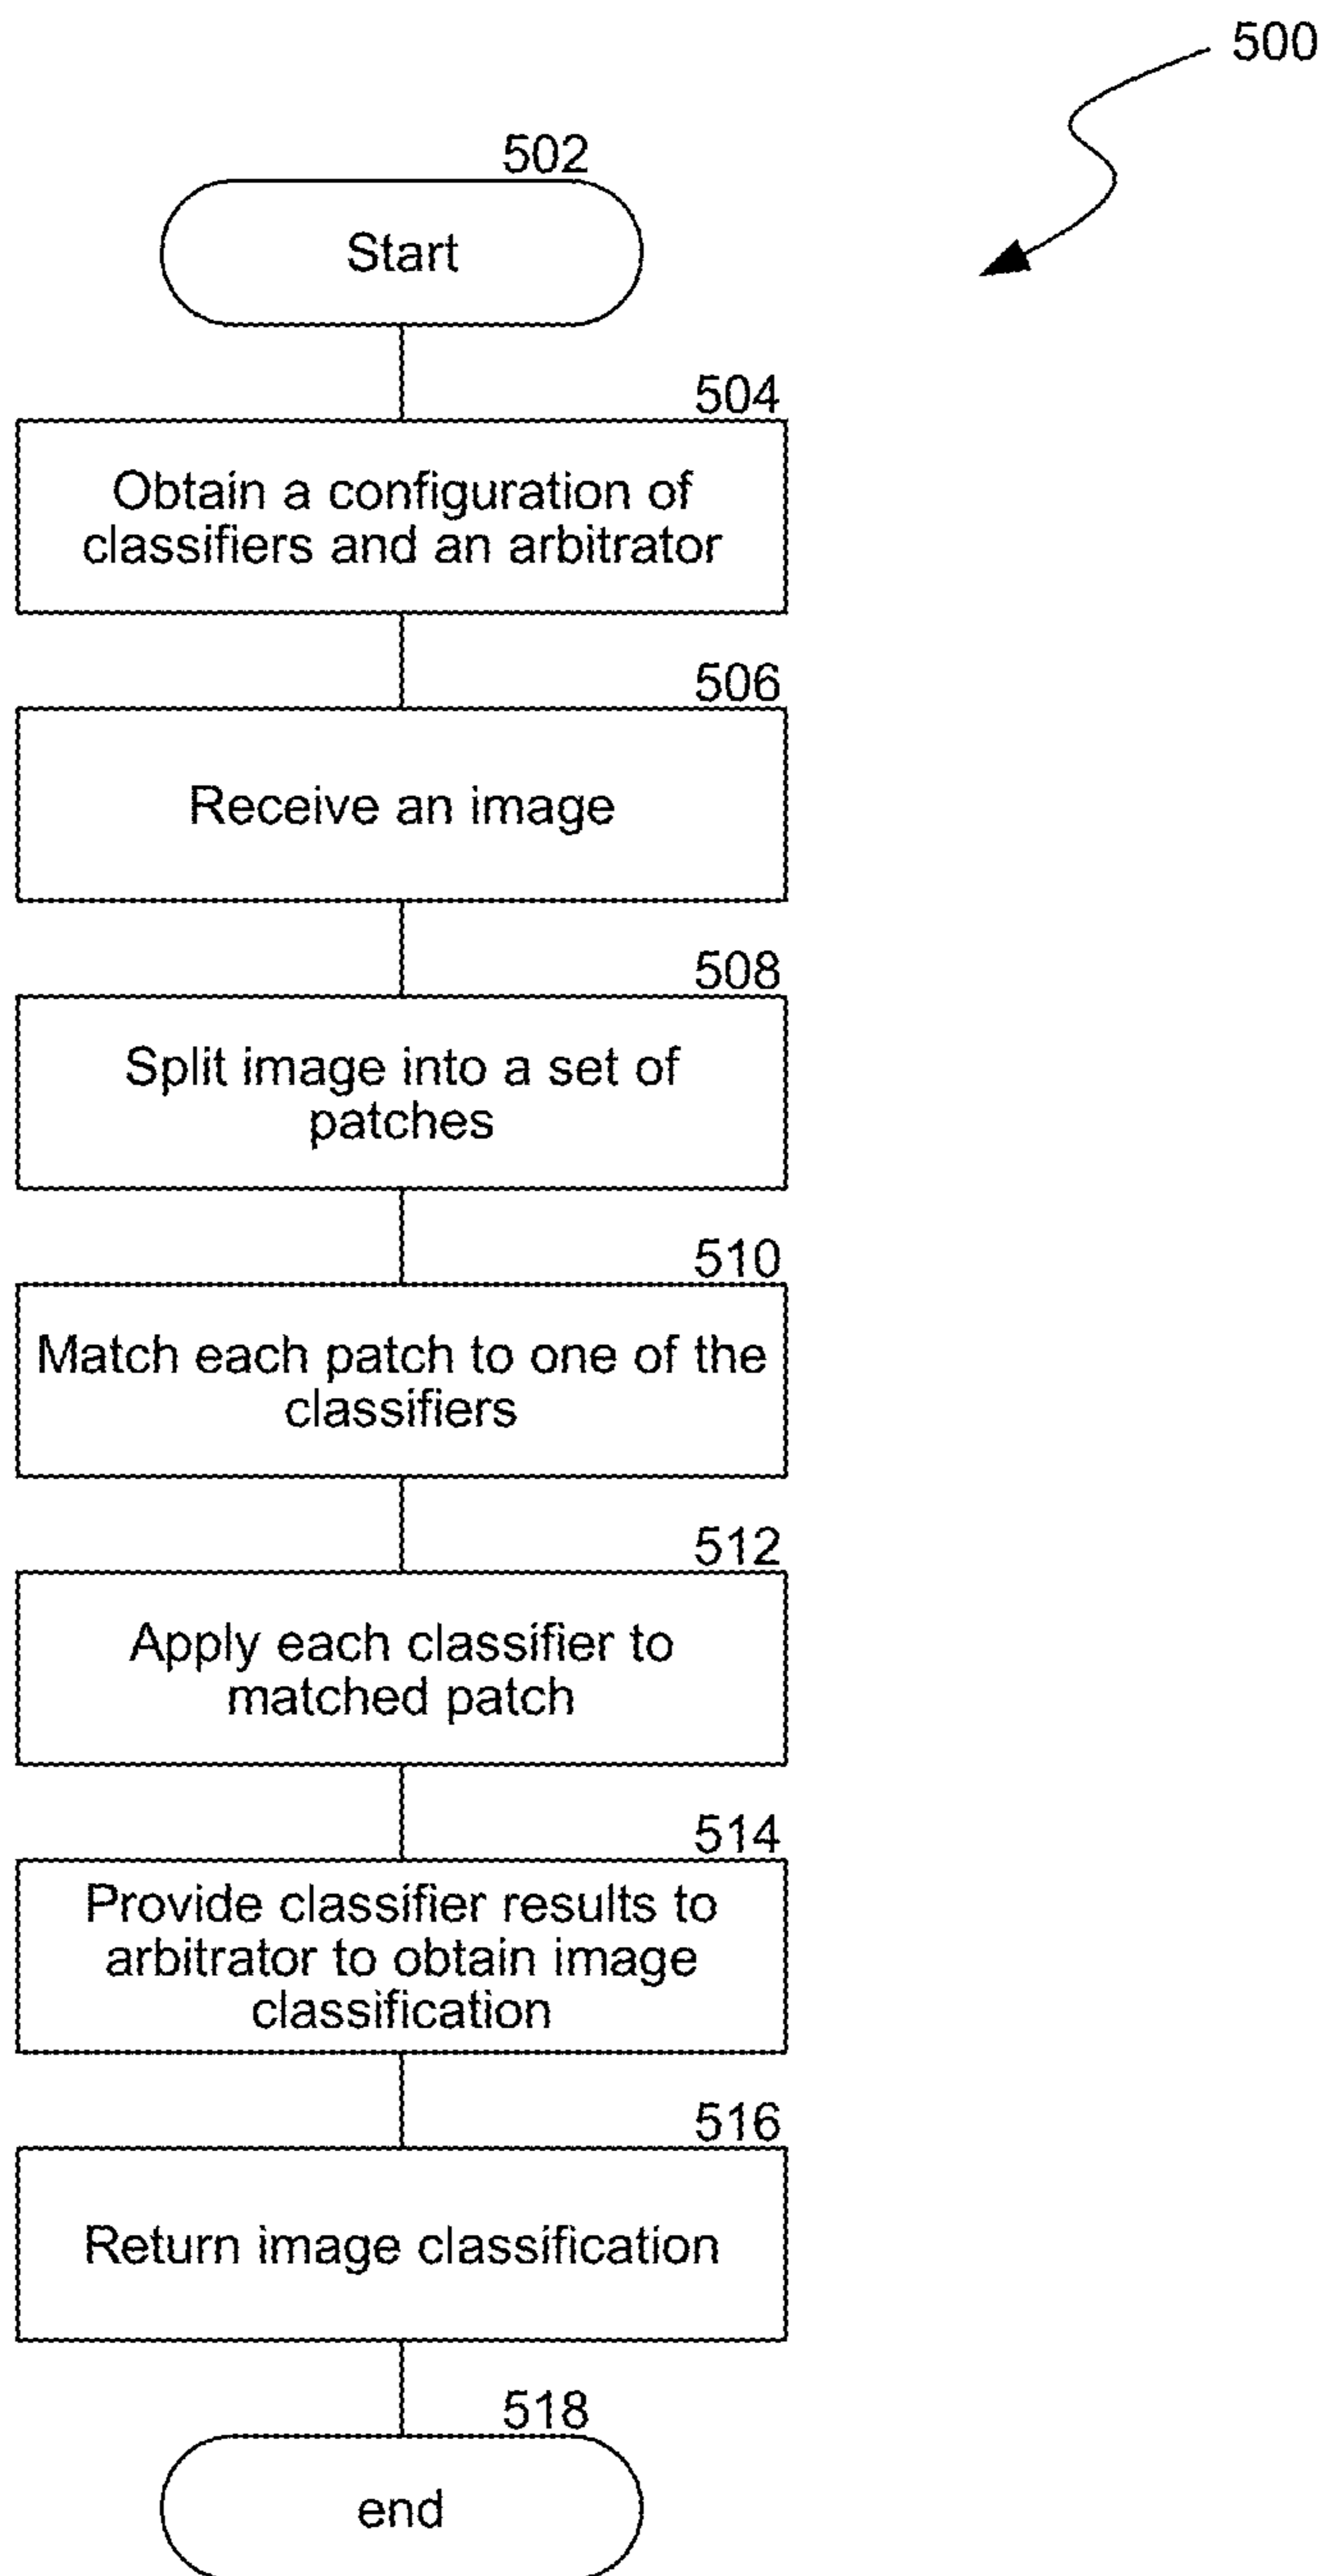 500
502
Start
504
Obtain a configuration of
classifiers and an arbitrator
506
Receive an image
508
Split image into a set of
patches
510
Match each patch to one of the
classifiers
512
Apply each classifier to
matched patch
514
Provide classifier results to
arbitrator to obtain image
classification
516
Return image classification
518
end